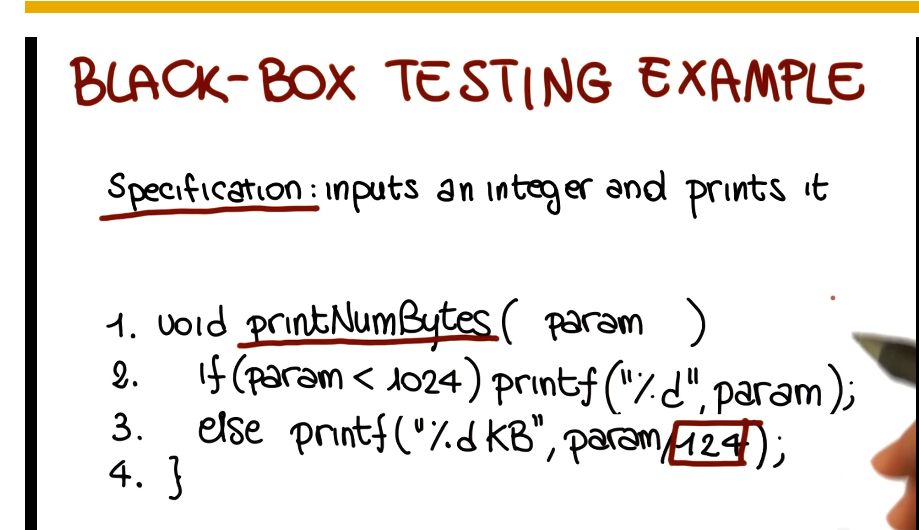 BLACK-BOX TESTING EXAMPLE
Specification: inputs an integer and prints it
1. void printNumBytes( param )
2. if(param < 1024) printf("%d", param);
3. else printf("%d KB", param/124);
4. }